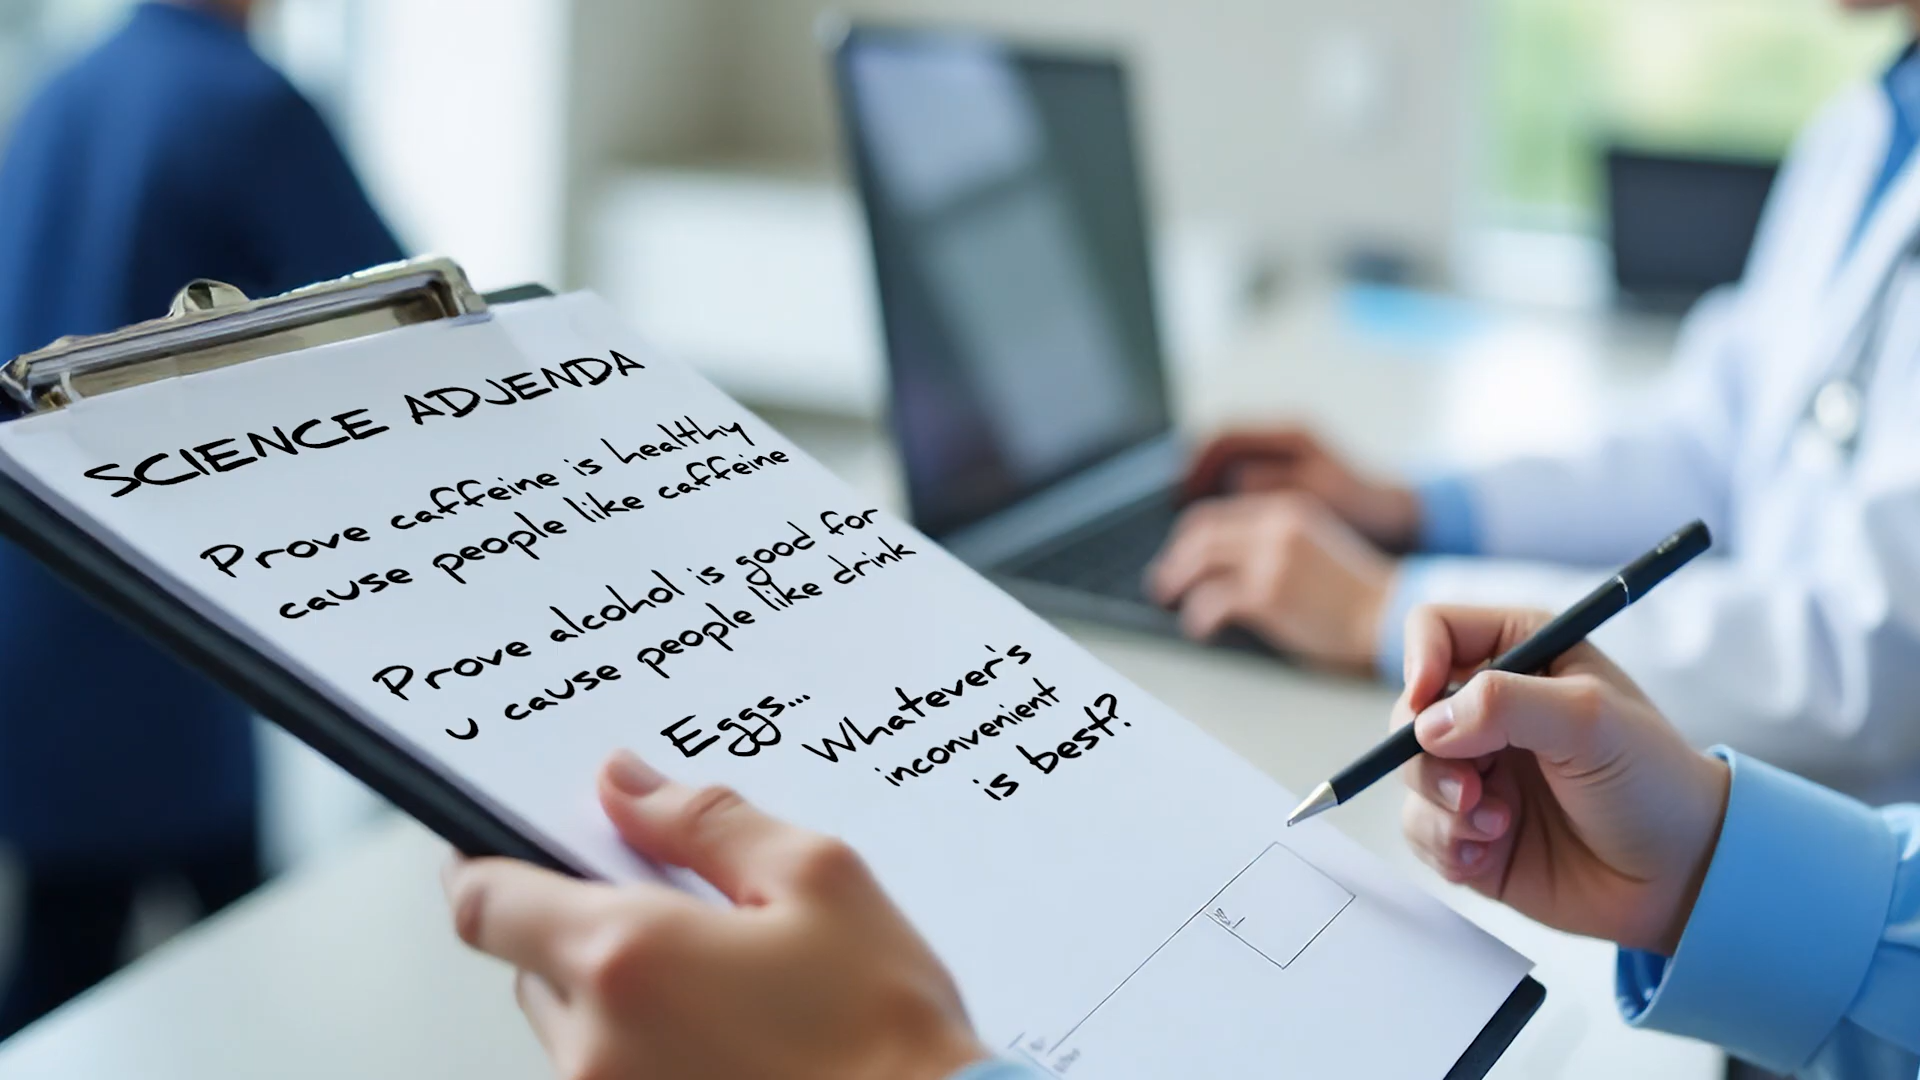 SCIENCE ADJENDA
Prove caffeine is healthy
cause people like caffeine
Prove alcohol is good for
u cause people like drink
Eggs...
Whatever's
inconvenient
is best?